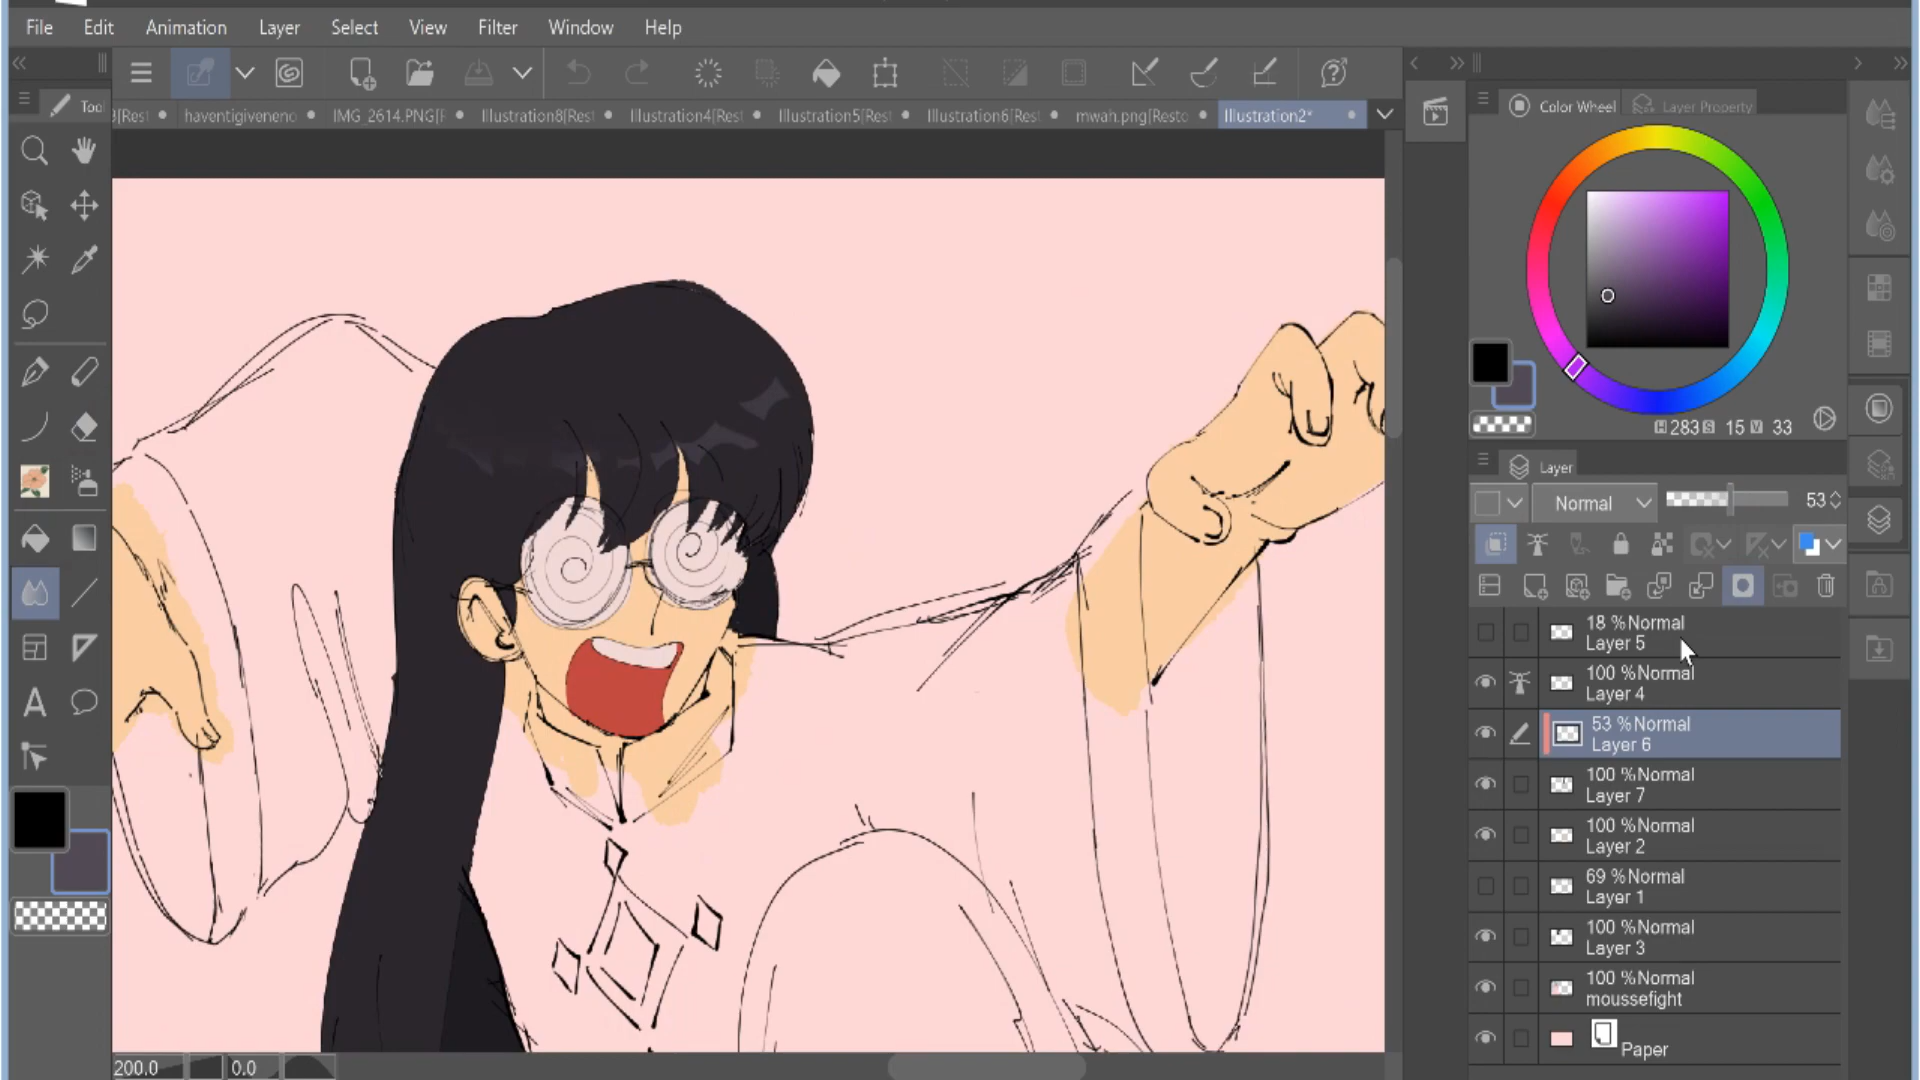 File Edit Animation Layer Select View Filter Window Help
Too
[Rest haventigiveneno IMG_2614.PNG[F Illustration8[Rest Illustration4[Rest Illustration5[Rest Illustration6[Rest mwah.png[Resto Illustration2*
Color Wheel Layer Property
H 283 S 15 V 33
Layer
Normal 53
18 %Normal
Layer 5
100 %Normal
Layer 4
53 %Normal
Layer 6
100 %Normal
Layer 7
100 %Normal
Layer 2
69 %Normal
Layer 1
100 %Normal
Layer 3
100 %Normal
moussefight
Paper
200.0 0.0